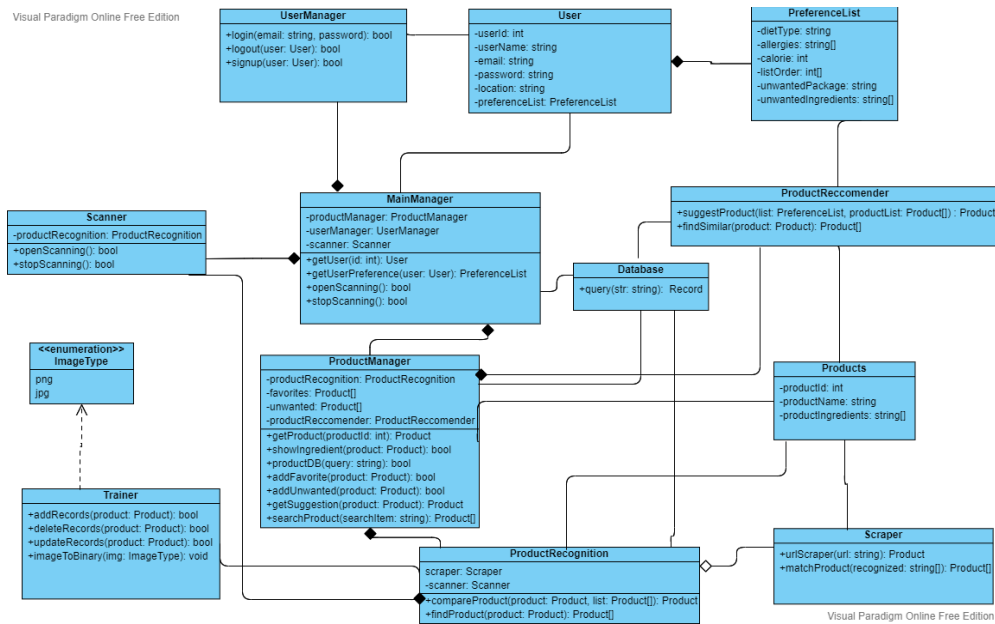 Visual Paradigm Online Free Edition
UserManager
+login(email: string, password): bool
+logout(user: User): bool
+signup(user: User): bool
User
-userId: int
-userName: string
-email: string
-password: string
-location: string
-preferenceList: PreferenceList
PreferenceList
-dietType: string
-allergies: string[]
-calorie: int
-listOrder: int[]
-unwantedPackage: string
-unwantedIngredients: string[]
Scanner
-productRecognition: ProductRecognition
+openScanning(): bool
+stopScanning(): bool
MainManager
-productManager: ProductManager
-userManager: UserManager
-scanner: Scanner
+getUser(id: int): User
+getUserPreference(user: User): PreferenceList
+openScanning(): bool
+stopScanning(): bool
ProductReccomender
+suggestProduct(list: PreferenceList, productList: Product[]) : Product
+findSimilar(product: Product): Product[]
Database
+query(str: string): Record
<<enumeration>>
ImageType
png
jpg
ProductManager
-productRecognition: ProductRecognition
-favorites: Product[]
-unwanted: Product[]
-productReccomender: ProductReccomender
+getProduct(productId: int): Product
+showIngredient(product: Product): bool
+productDB(query: string): bool
+addFavorite(product: Product): bool
+addUnwanted(product: Product): bool
+getSuggestion(product: Product): Product
+searchProduct(searchItem: string): Product[]
Products
-productId: int
-productName: string
-productIngredients: string[]
Trainer
+addRecords(product: Product): bool
+deleteRecords(product: Product): bool
+updateRecords(product: Product): bool
+imageToBinary(img: ImageType): void
ProductRecognition
scraper: Scraper
-scanner: Scanner
+compareProduct(product: Product, list: Product[]): Product
+findProduct(product: Product): Product[]
Scraper
+urlScraper(url: string): Product
+matchProduct(recognized: string[]): Product[]
Visual Paradigm Online Free Edition